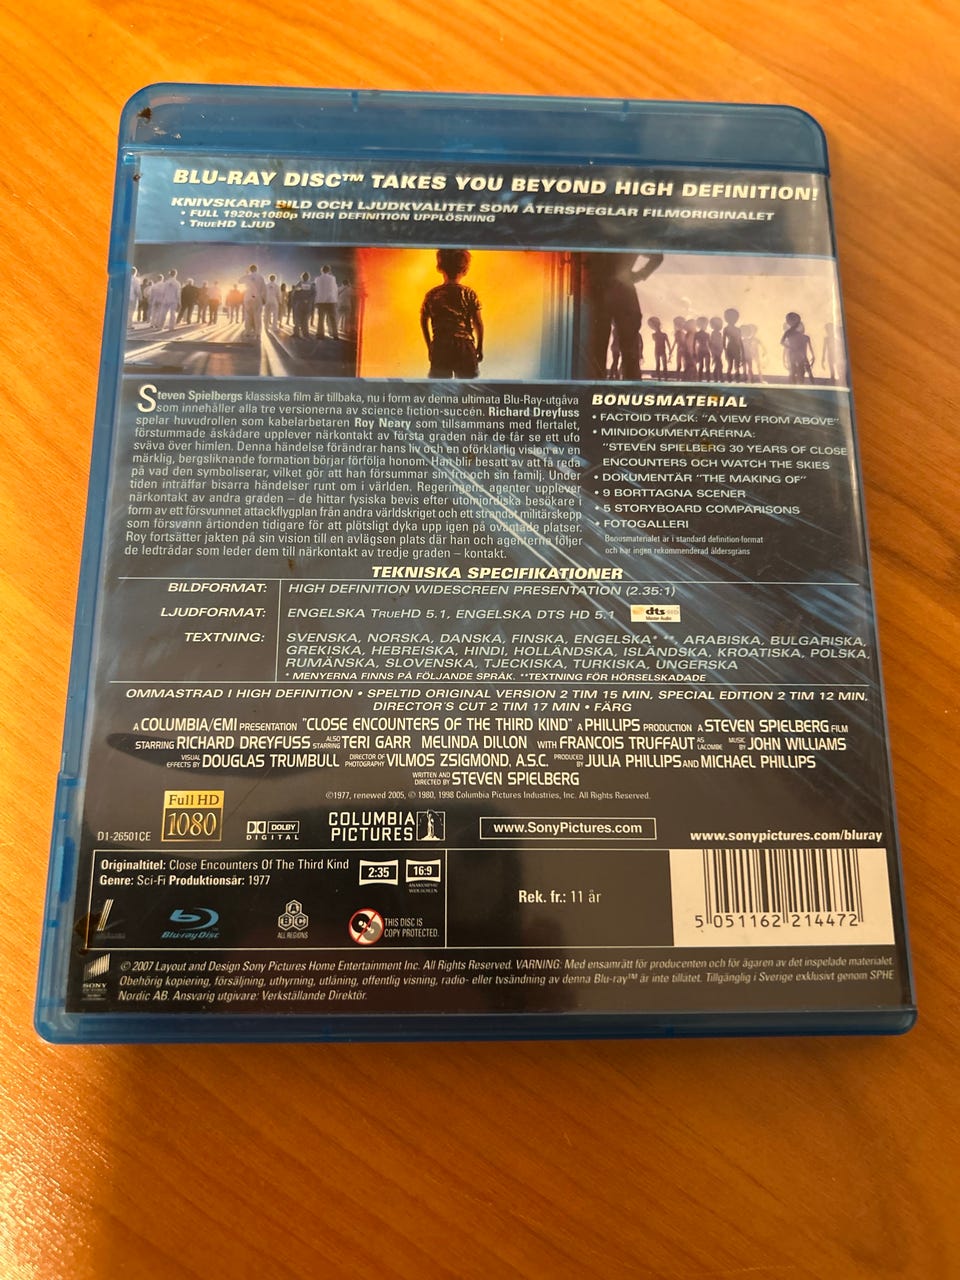 BLU-RAY DISC™ TAKES YOU BEYOND HIGH DEFINITION!
KNIVSKARP BILD OCH LJUDKVALITET SOM ÅTERSPEGLAR FILMORIGINALET
• FULL 1920x1080p HIGH DEFINITION UPPLÖSNING
• TRUEHD LJUD
Steven Spielbergs klassiska film är tillbaka, nu i form av denna ultimata Blu-Ray-utgåva
som innehåller alla tre versionerna av science fiction-succén. Richard Dreyfuss
spelar huvudrollen som kabelarbetaren Roy Neary som tillsammans med flertalet,
förstummade åskådare upplever närkontakt av första graden när de får se ett ufo
sväva över himlen. Denna händelse förändrar hans liv och en oförklarlig vision av en
märklig, bergsliknande formation börjar förfölja honom. Han blir besatt av att få reda
på vad den symboliserar, vilket gör att han försummar sin fru och sin familj. Under
tiden inträffar bisarra händelser runt om i världen. Regeringens agenter upplever
närkontakt av andra graden – de hittar fysiska bevis efter utomjordiska besökare i
form av ett försvunnet attackflygplan från andra världskriget och ett strandat militärskepp
som försvann årtionden tidigare för att plötsligt dyka upp igen på oväntade platser.
Roy fortsätter jakten på sin vision till en avlägsen plats där han och agenterna följer
de ledtrådar som leder dem till närkontakt av tredje graden – kontakt.
BONUSMATERIAL
• FACTOID TRACK: "A VIEW FROM ABOVE"
• MINIDOKUMENTÄRERNA:
"STEVEN SPIELBERG 30 YEARS OF CLOSE
ENCOUNTERS OCH WATCH THE SKIES
• DOKUMENTÄR "THE MAKING OF"
• 9 BORTTAGNA SCENER
• 5 STORYBOARD COMPARISONS
• FOTOGALLERI
Bonusmaterialet är i standard definition-format
och har ingen rekommenderad åldersgräns
TEKNISKA SPECIFIKATIONER
BILDFORMAT: HIGH DEFINITION WIDESCREEN PRESENTATION (2.35:1)
LJUDFORMAT: ENGELSKA TRUEHD 5.1, ENGELSKA DTS HD 5.1 dts HD Master Audio
TEXTNING: SVENSKA, NORSKA, DANSKA, FINSKA, ENGELSKA* **, ARABISKA, BULGARISKA,
GREKISKA, HEBREISKA, HINDI, HOLLÄNDSKA, ISLÄNDSKA, KROATISKA, POLSKA,
RUMÄNSKA, SLOVENSKA, TJECKISKA, TURKISKA, UNGERSKA
* MENYERNA FINNS PÅ FÖLJANDE SPRÅK. **TEXTNING FÖR HÖRSELSKADADE
OMMASTRAD I HIGH DEFINITION • SPELTID ORIGINAL VERSION 2 TIM 15 MIN, SPECIAL EDITION 2 TIM 12 MIN,
DIRECTOR'S CUT 2 TIM 17 MIN • FÄRG
A COLUMBIA/EMI PRESENTATION "CLOSE ENCOUNTERS OF THE THIRD KIND" A PHILLIPS PRODUCTION A STEVEN SPIELBERG FILM
STARRING RICHARD DREYFUSS ALSO STARRING TERI GARR MELINDA DILLON WITH FRANCOIS TRUFFAUT AS LACOMBE MUSIC BY JOHN WILLIAMS
VISUAL EFFECTS BY DOUGLAS TRUMBULL DIRECTOR OF PHOTOGRAPHY VILMOS ZSIGMOND, A.S.C. PRODUCED BY JULIA PHILLIPS AND MICHAEL PHILLIPS
WRITTEN AND DIRECTED BY STEVEN SPIELBERG
©1977, renewed 2005, © 1980, 1998 Columbia Pictures Industries, Inc. All Rights Reserved.
D1-26501CE
Full HD
1080
DOLBY
DIGITAL
COLUMBIA
PICTURES
www.SonyPictures.com
www.sonypictures.com/bluray
Originaltitel: Close Encounters Of The Third Kind
Genre: Sci-Fi Produktionsår: 1977
2:35
16:9
ANAMORPHIC
WIDESCREEN
Blu-ray Disc™
A B C
ALL REGIONS
THIS DISC IS
COPY PROTECTED.
Rek. fr.: 11 år
5 051162 214472
SONY
© 2007 Layout and Design Sony Pictures Home Entertainment Inc. All Rights Reserved. VARNING: Med ensamrätt för producenten och för ägaren av det inspelade materialet.
Obehörig kopiering, försäljning, uthyrning, utlåning, offentlig visning, radio- eller tvsändning av denna Blu-ray™ är inte tillåtet. Tillgänglig i Sverige exklusivt genom SPHE
Nordic AB. Ansvarig utgivare: Verkställande Direktör.